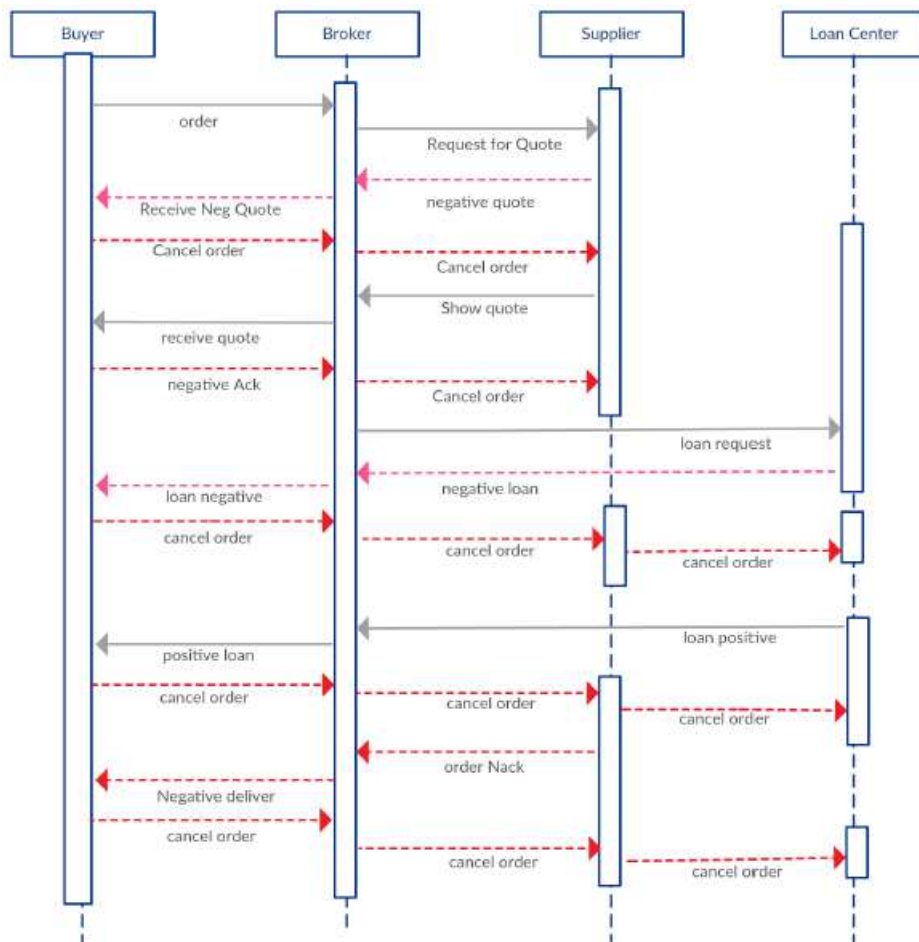 Buyer
Broker
Supplier
Loan Center
order
Request for Quote
negative quote
Receive Neg Quote
Cancel order
Cancel order
Show quote
receive quote
negative Ack
Cancel order
loan request
negative loan
loan negative
cancel order
cancel order
cancel order
loan positive
positive loan
cancel order
cancel order
cancel order
order Nack
Negative deliver
cancel order
cancel order
cancel order